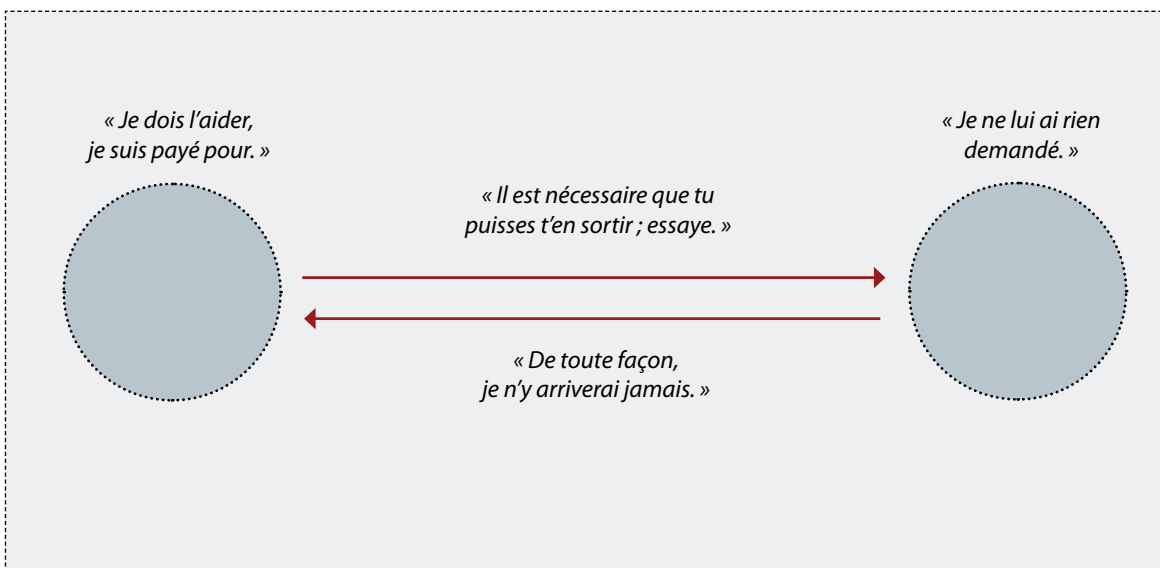 « Je dois l’aider,
je suis payé pour. »
« Je ne lui ai rien
demandé. »
« Il est nécessaire que tu
puisses t’en sortir ; essaye. »
« De toute façon,
je n’y arriverai jamais. »